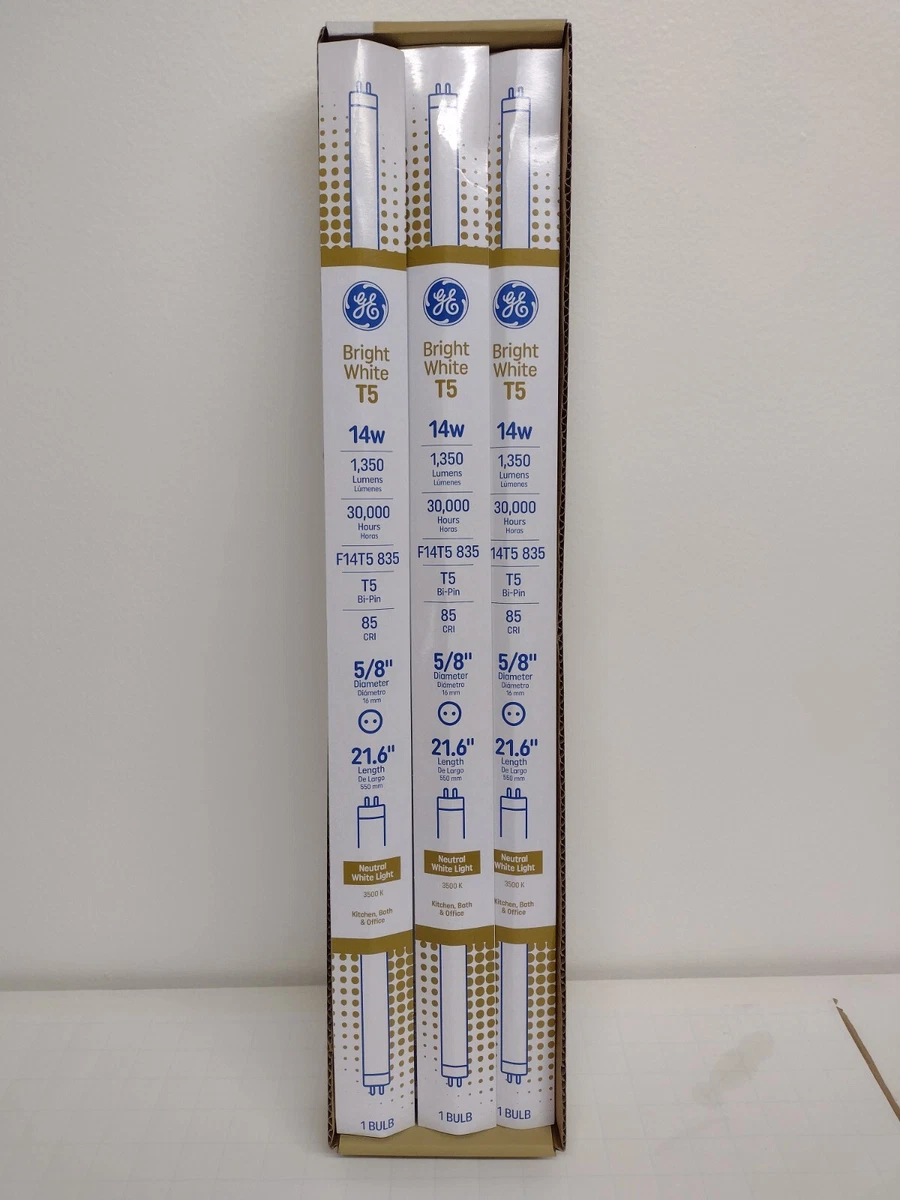 GE
Bright
White
T5
14w
1,350
Lumens
Lúmenes
30,000
Hours
Horas
F14T5 835
T5
Bi-Pin
85
CRI
5/8"
Diameter
Diámetro
16 mm
21.6"
Length
De Largo
550 mm
Neutral
White Light
3500 K
Kitchen, Bath
& Office
1 BULB
GE
Bright
White
T5
14w
1,350
Lumens
Lúmenes
30,000
Hours
Horas
F14T5 835
T5
Bi-Pin
85
CRI
5/8"
Diameter
Diámetro
16 mm
21.6"
Length
De Largo
550 mm
Neutral
White Light
3500 K
Kitchen, Bath
& Office
1 BULB
GE
Bright
White
T5
14w
1,350
Lumens
Lúmenes
30,000
Hours
Horas
14T5 835
T5
Bi-Pin
85
CRI
5/8"
Diameter
Diámetro
16 mm
21.6"
Length
De Largo
550 mm
Neutral
White Light
3500 K
Kitchen, Bath
& Office
1 BULB